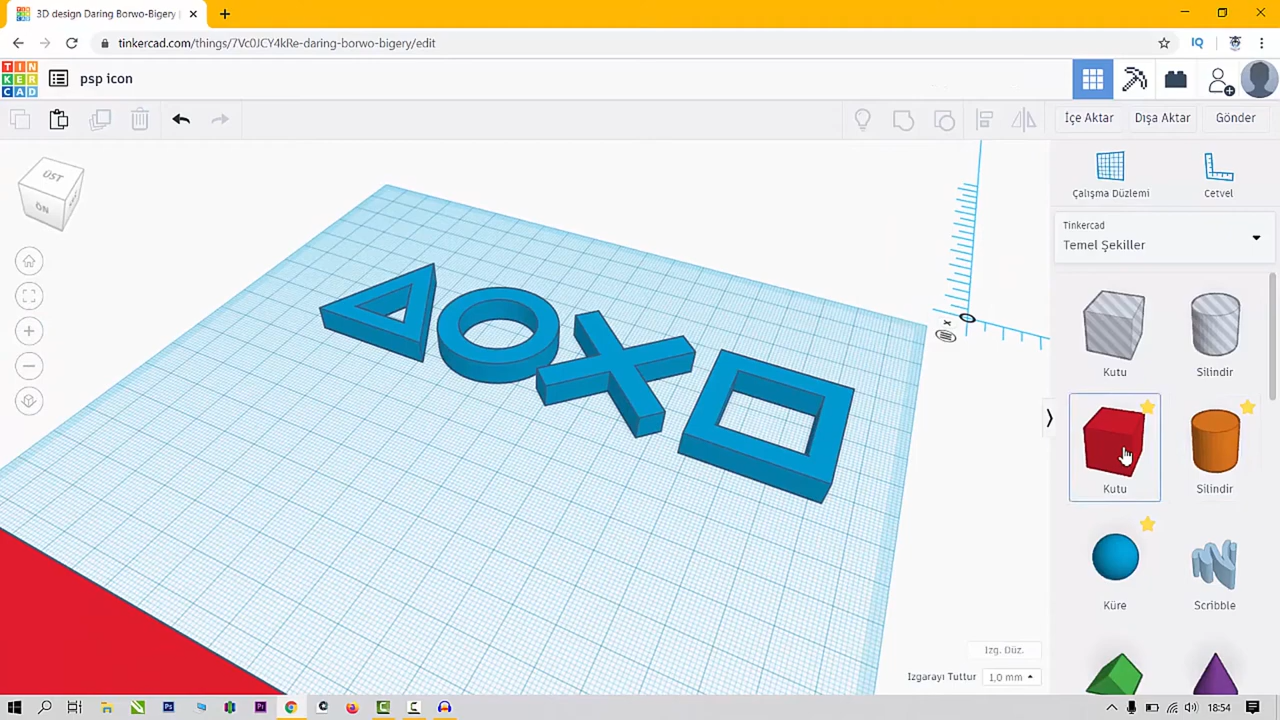 3D design Daring Borwo-Bigery |
tinkercad.com/things/7Vc0JCY4kRe-daring-borwo-bigery/edit
IQ
TIN
KER
CAD
psp icon
İçe Aktar
Dışa Aktar
Gönder
ÜST
ÖN
Çalışma Düzlemi
Cetvel
Tinkercad
Temel Şekiller
Kutu
Silindir
Kutu
Silindir
Küre
Scribble
Izg. Düz.
Izgarayı Tuttur
1,0 mm
18:54